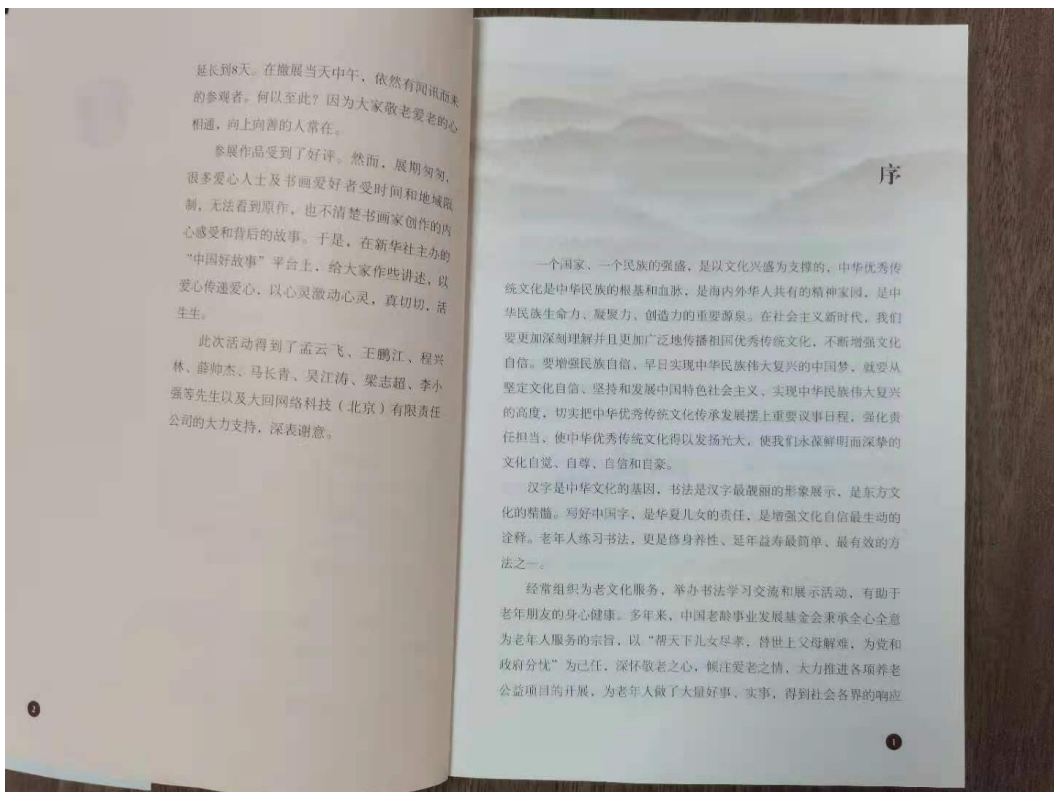 延长到8天。在撤展当天中午，依然有闻讯而来
的参观者。何以至此？因为大家敬老爱老的心
相通，向上向善的人常在。
参展作品受到了好评。然而，展期匆匆，
很多爱心人士及书画爱好者受时间和地域限
制，无法看到原作，也不清楚书画家创作的内
心感受和背后的故事。于是，在新华社主办的
“中国好故事”平台上，给大家作些讲述，以
爱心传递爱心，以心灵激动心灵，真切切，活
生生。
此次活动得到了孟云飞、王鹏江、程兴
林、薛帅杰、马长青、吴江涛、梁志超、李小
强等先生以及大回网络科技（北京）有限责任
公司的大力支持，深表谢意。
2
序
一个国家、一个民族的强盛，是以文化兴盛为支撑的，中华优秀传
统文化是中华民族的根基和血脉，是海内外华人共有的精神家园，是中
华民族生命力、凝聚力、创造力的重要源泉。在社会主义新时代，我们
要更加深刻理解并且更加广泛地传播祖国优秀传统文化，不断增强文化
自信。要增强民族自信、早日实现中华民族伟大复兴的中国梦，就要从
坚定文化自信、坚持和发展中国特色社会主义、实现中华民族伟大复兴
的高度，切实把中华优秀传统文化传承发展摆上重要议事日程，强化责
任担当、使中华优秀传统文化得以发扬光大，使我们永葆鲜明而深挚的
文化自觉、自尊、自信和自豪。
汉字是中华文化的基因，书法是汉字最靓丽的形象展示，是东方文
化的精髓。写好中国字，是华夏儿女的责任，是增强文化自信最生动的
诠释。老年人练习书法，更是修身养性、延年益寿最简单、最有效的方
法之一。
经常组织为老文化服务，举办书法学习交流和展示活动，有助于
老年朋友的身心健康。多年来，中国老龄事业发展基金会秉承全心全意
为老年人服务的宗旨，以“帮天下儿女尽孝，替世上父母解难，为党和
政府分忧”为己任，深怀敬老之心，倾注爱老之情，大力推进各项养老
公益项目的开展，为老年人做了大量好事、实事，得到社会各界的响应
1